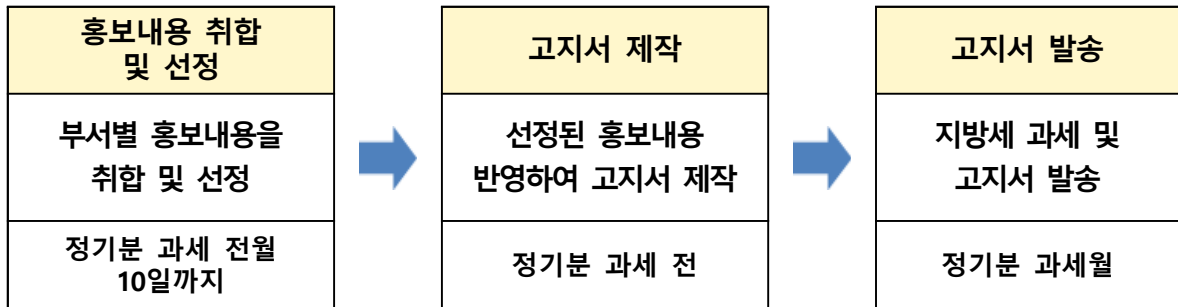 홍보내용 취합
및 선정
부서별 홍보내용을
취합 및 선정
정기분 과세 전월
10일까지
고지서 제작
선정된 홍보내용
반영하여 고지서 제작
정기분 과세 전
고지서 발송
지방세 과세 및
고지서 발송
정기분 과세월